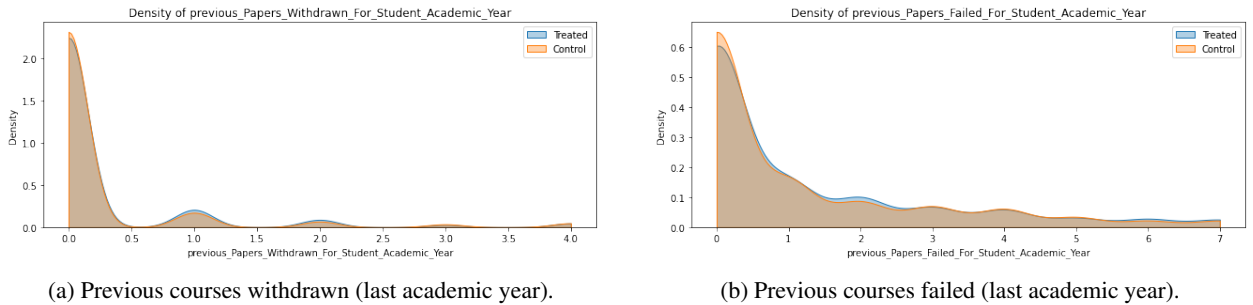 Density of previous_Papers_Withdrawn_For_Student_Academic_Year
Treated
Control
2.0
1.5
1.0
0.5
0.0
Density
0.0 0.5 1.0 1.5 2.0 2.5 3.0 3.5 4.0
previous_Papers_Withdrawn_For_Student_Academic_Year
(a) Previous courses withdrawn (last academic year).
Density of previous_Papers_Failed_For_Student_Academic_Year
Treated
Control
0.6
0.5
0.4
0.3
0.2
0.1
0.0
Density
0 1 2 3 4 5 6 7
previous_Papers_Failed_For_Student_Academic_Year
(b) Previous courses failed (last academic year).